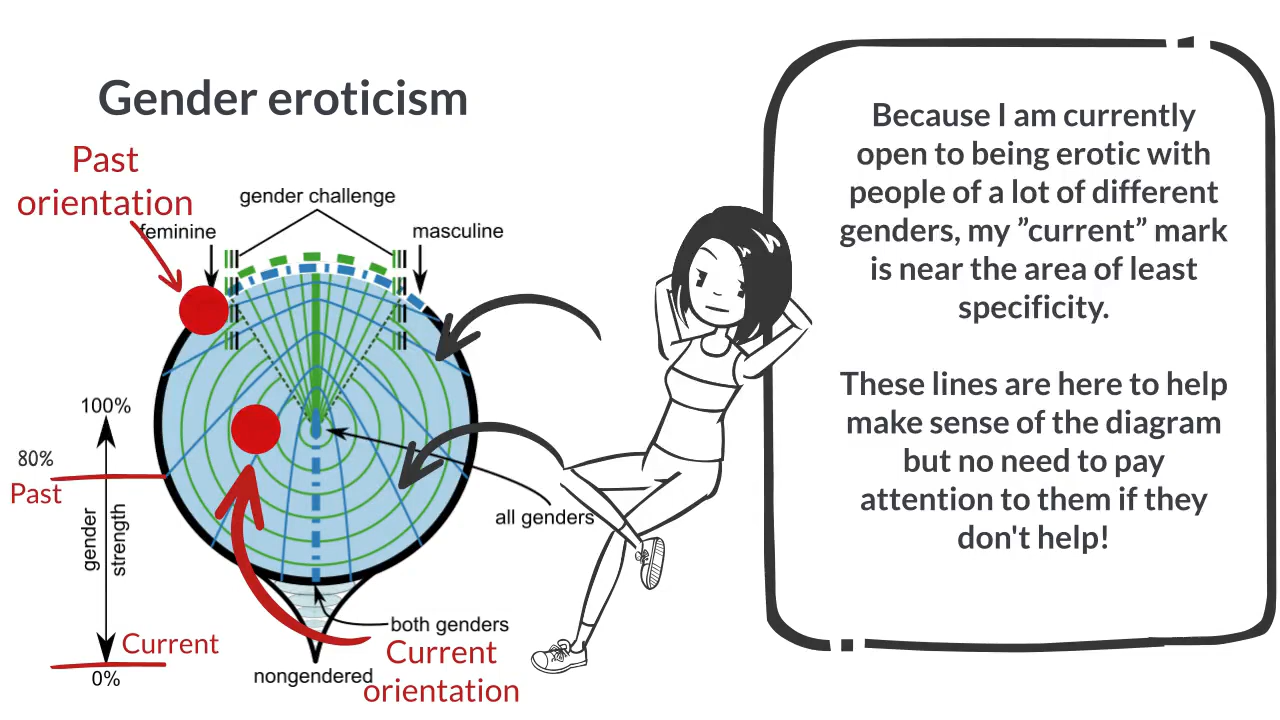 Gender eroticism
Past
orientation
gender challenge
feminine
masculine
100%
80%
Past
gender
strength
all genders
both genders
Current
0%
nongendered
Current
orientation
Because I am currently
open to being erotic with
people of a lot of different
genders, my ”current” mark
is near the area of least
specificity.
These lines are here to help
make sense of the diagram
but no need to pay
attention to them if they
don't help!